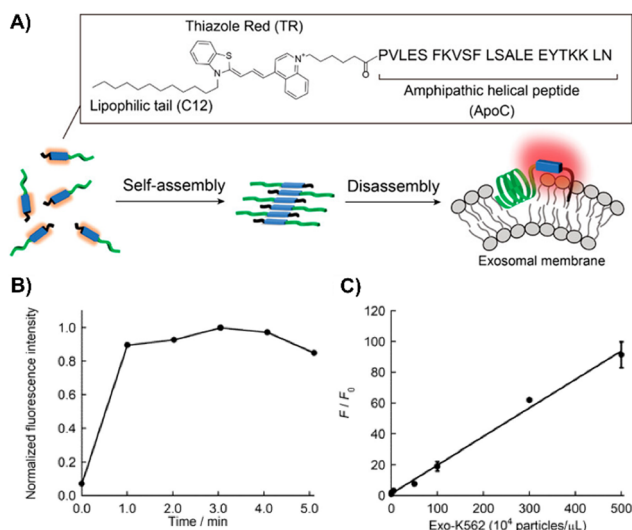 A)
Thiazole Red (TR)
S
N
N+
O
PVLES FKVSF LSALE EYTKK LN
Lipophilic tail (C12)
Amphipathic helical peptide
(ApoC)
Self-assembly
Disassembly
Exosomal membrane
B)
Normalized fluorescence intensity
1.0
0.8
0.6
0.4
0.2
0.0
0.0 1.0 2.0 3.0 4.0 5.0
Time / min
C)
F / F0
120
100
80
60
40
20
0
0 100 200 300 400 500
Exo-K562 (10⁴ particles/μL)